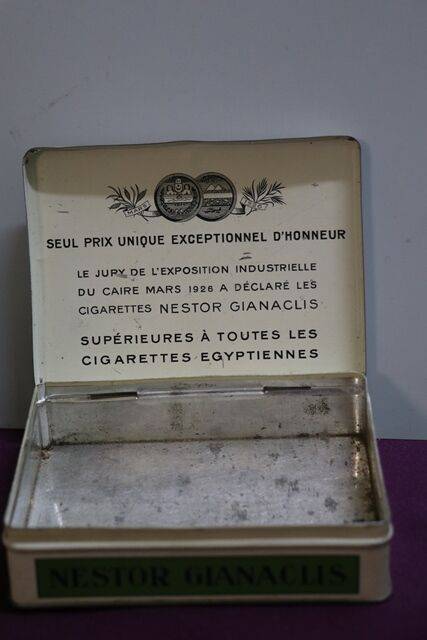 SEUL PRIX UNIQUE EXCEPTIONNEL D'HONNEUR
LE JURY DE L'EXPOSITION INDUSTRIELLE
DU CAIRE MARS 1926 A DÉCLARÉ LES
CIGARETTES NESTOR GIANACLIS
SUPÉRIEURES À TOUTES LES
CIGARETTES EGYPTIENNES
NESTOR GIANACLIS